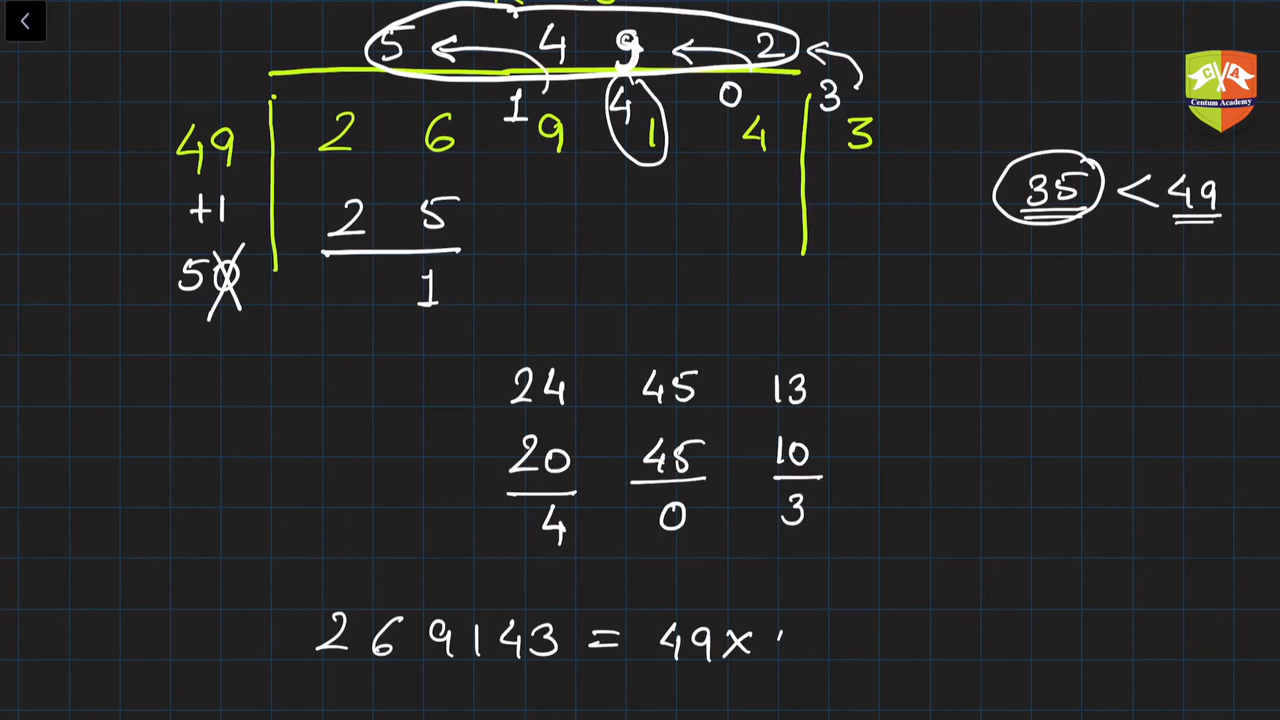 5 4 9 2
1 4 0 3
49 2 6 9 1 4 3
35 < 49
+1 2 5
50 1
24 45 13
20 45 10
4 0 3
269143 = 49×
C A
Centum Academy